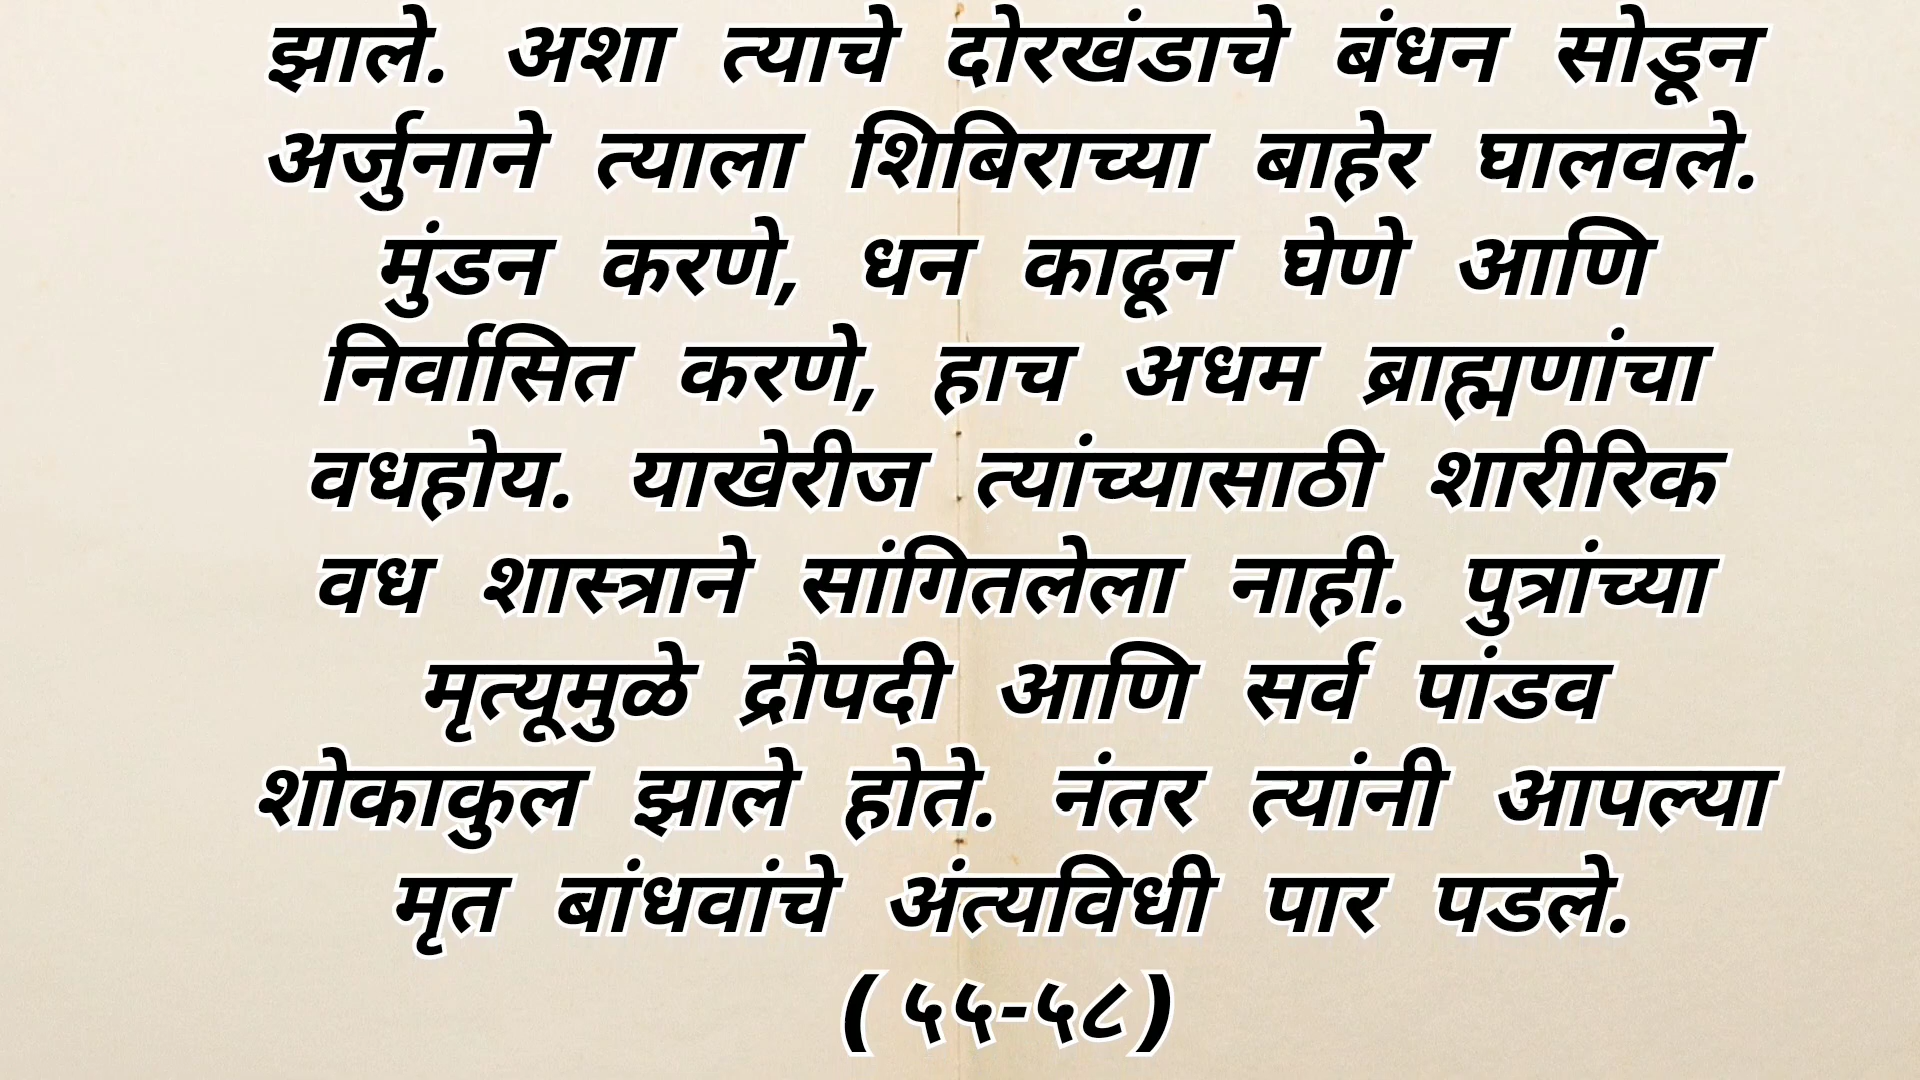 झाले. अशा त्याचे दोरखंडाचे बंधन सोडून
अर्जुनाने त्याला शिबिराच्या बाहेर घालवले.
मुंडन करणे, धन काढून घेणे आणि
निर्वासित करणे, हाच अधम ब्राह्मणांचा
वधहोय. याखेरीज त्यांच्यासाठी शारीरिक
वध शास्त्राने सांगितलेला नाही. पुत्रांच्या
मृत्यूमुळे द्रौपदी आणि सर्व पांडव
शोकाकुल झाले होते. नंतर त्यांनी आपल्या
मृत बांधवांचे अंत्यविधी पार पडले.
( ५५-५८)